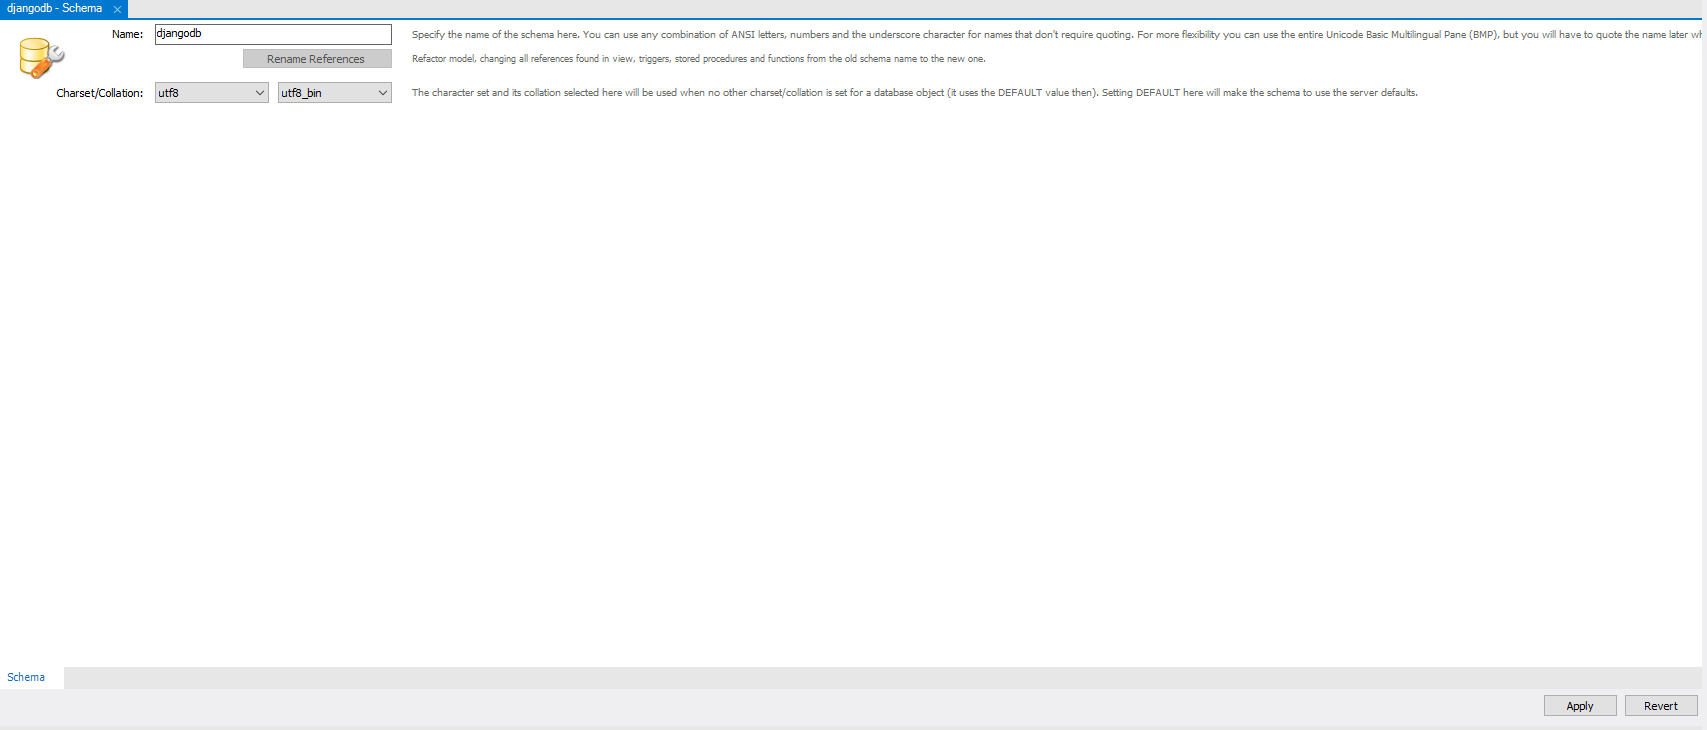 djangodb - Schema
Name: djangodb Specify the name of the schema here. You can use any combination of ANSI letters, numbers and the underscore character for names that don't require quoting. For more flexibility you can use the entire Unicode Basic Multilingual Pane (BMP), but you will have to quote the name later
Rename References Refactor model, changing all references found in view, triggers, stored procedures and functions from the old schema name to the new one.
Charset/Collation: utf8 utf8_bin The character set and its collation selected here will be used when no other charset/collation is set for a database object (it uses the DEFAULT value then). Setting DEFAULT here will make the schema to use the server defaults.
Schema
Apply Revert